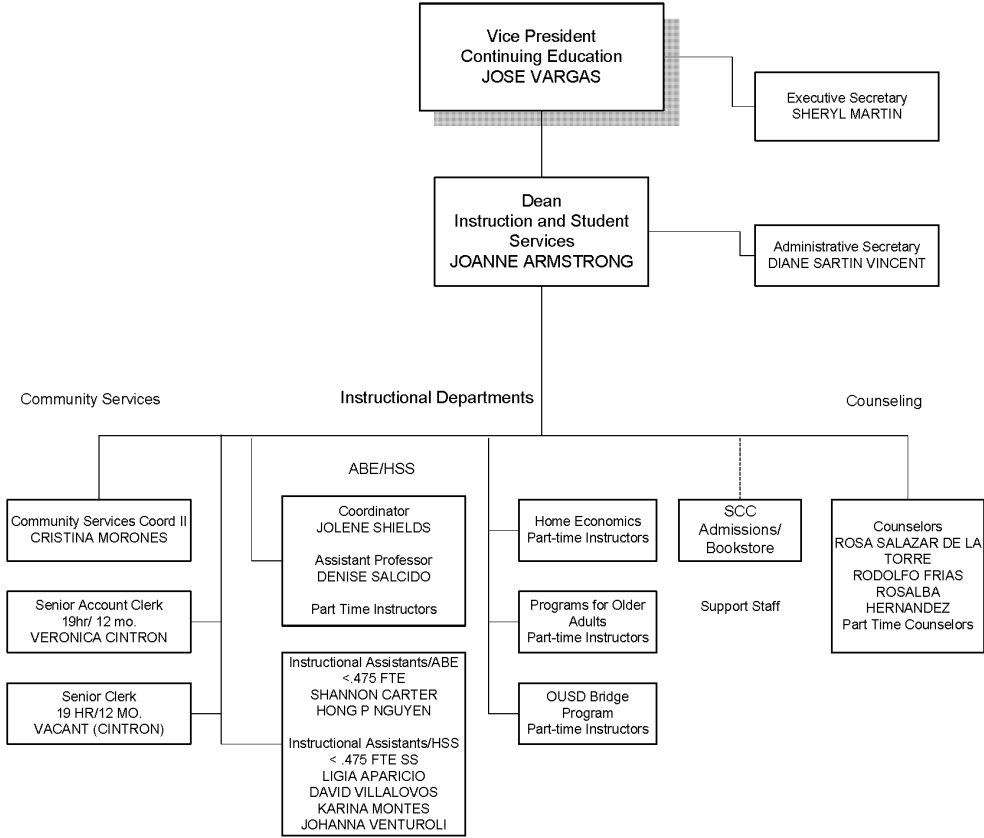 Vice President
Continuing Education
JOSE VARGAS
Executive Secretary
SHERYL MARTIN
Dean
Instruction and Student
Services
JOANNE ARMSTRONG
Administrative Secretary
DIANE SARTIN VINCENT
Community Services
Instructional Departments
Counseling
ABE/HSS
Community Services Coord II
CRISTINA MORONES
Senior Account Clerk
19hr/ 12 mo.
VERONICA CINTRON
Senior Clerk
19 HR/12 MO.
VACANT (CINTRON)
Coordinator
JOLENE SHIELDS
Assistant Professor
DENISE SALCIDO
Part Time Instructors
Instructional Assistants/ABE
<.475 FTE
SHANNON CARTER
HONG P NGUYEN
Instructional Assistants/HSS
< .475 FTE SS
LIGIA APARICIO
DAVID VILLALOVOS
KARINA MONTES
JOHANNA VENTUROLI
Home Economics
Part-time Instructors
Programs for Older
Adults
Part-time Instructors
OUSD Bridge
Program
Part-time Instructors
SCC
Admissions/
Bookstore
Support Staff
Counselors
ROSA SALAZAR DE LA
TORRE
RODOLFO FRIAS
ROSALBA
HERNANDEZ
Part Time Counselors